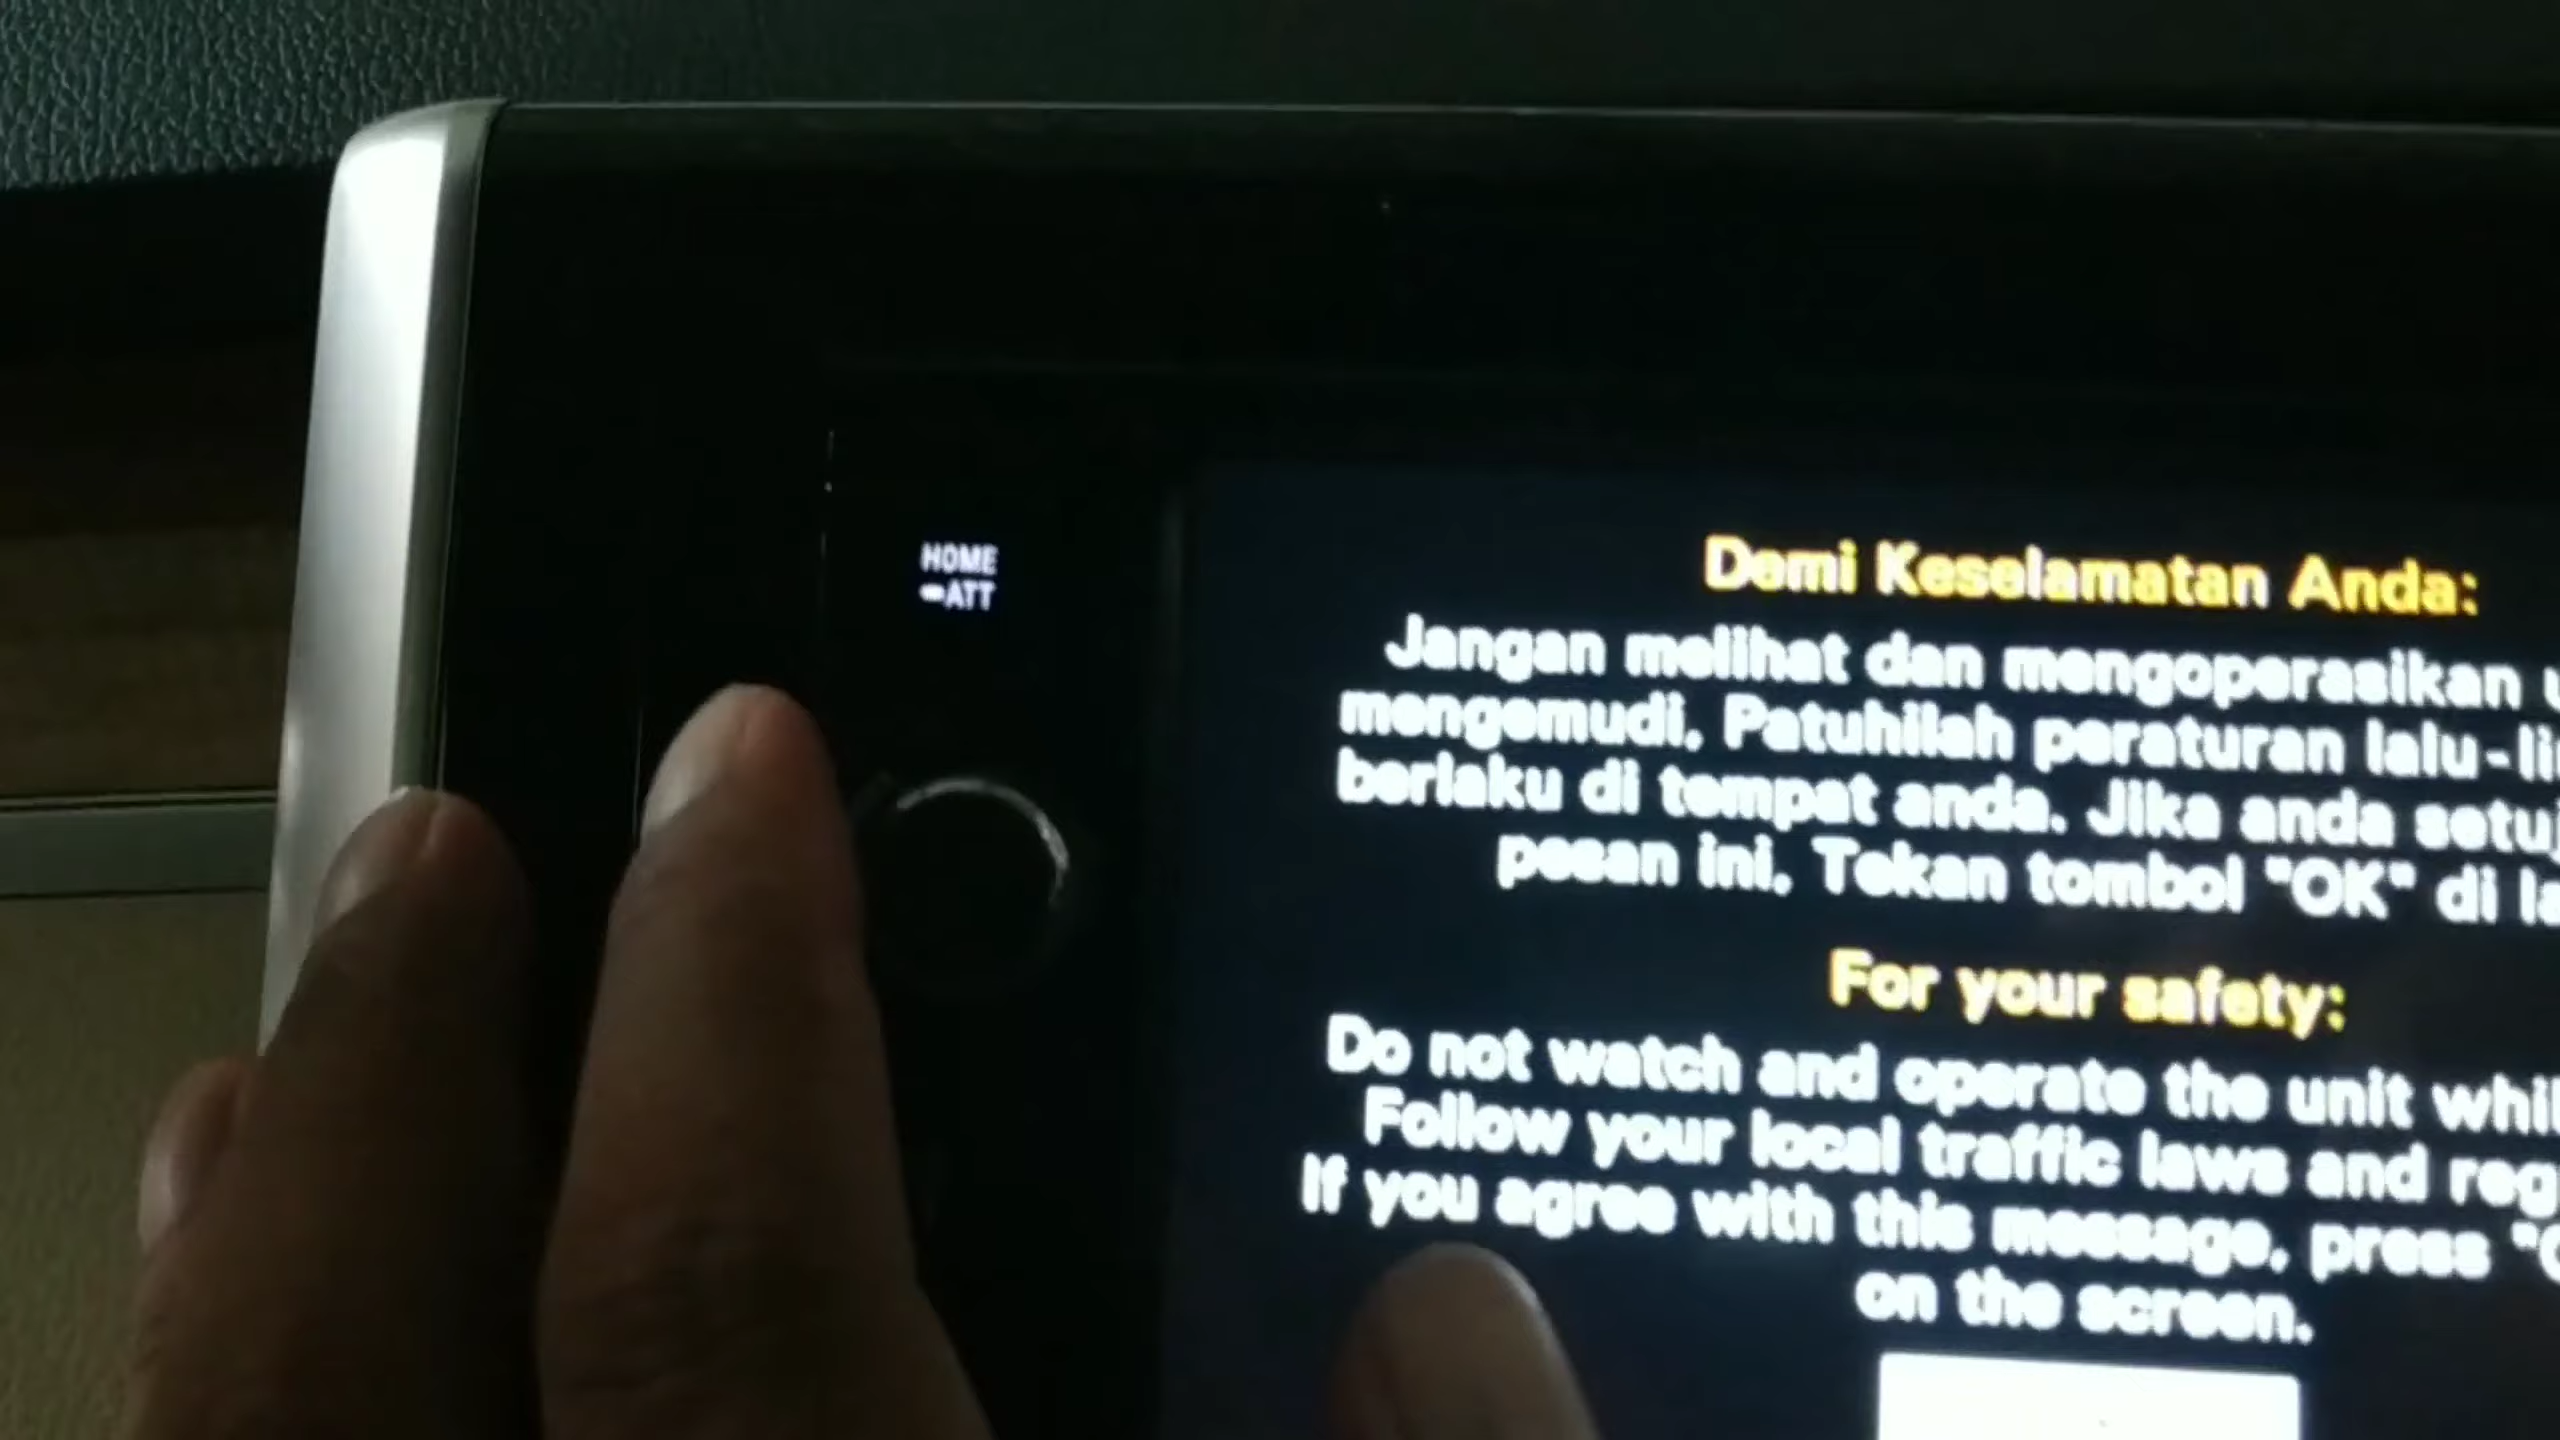 HOME
ATT
Demi Keselamatan Anda:
Jangan melihat dan mengoperasikan
mengemudi. Patuhilah peraturan lalu-
berlaku di tempat anda. Jika anda
pesan ini. Tekan tombol "OK" di
For your safety:
Do not watch and operate the unit
Follow your local traffic laws and
If you agree with this message, press
on the screen.